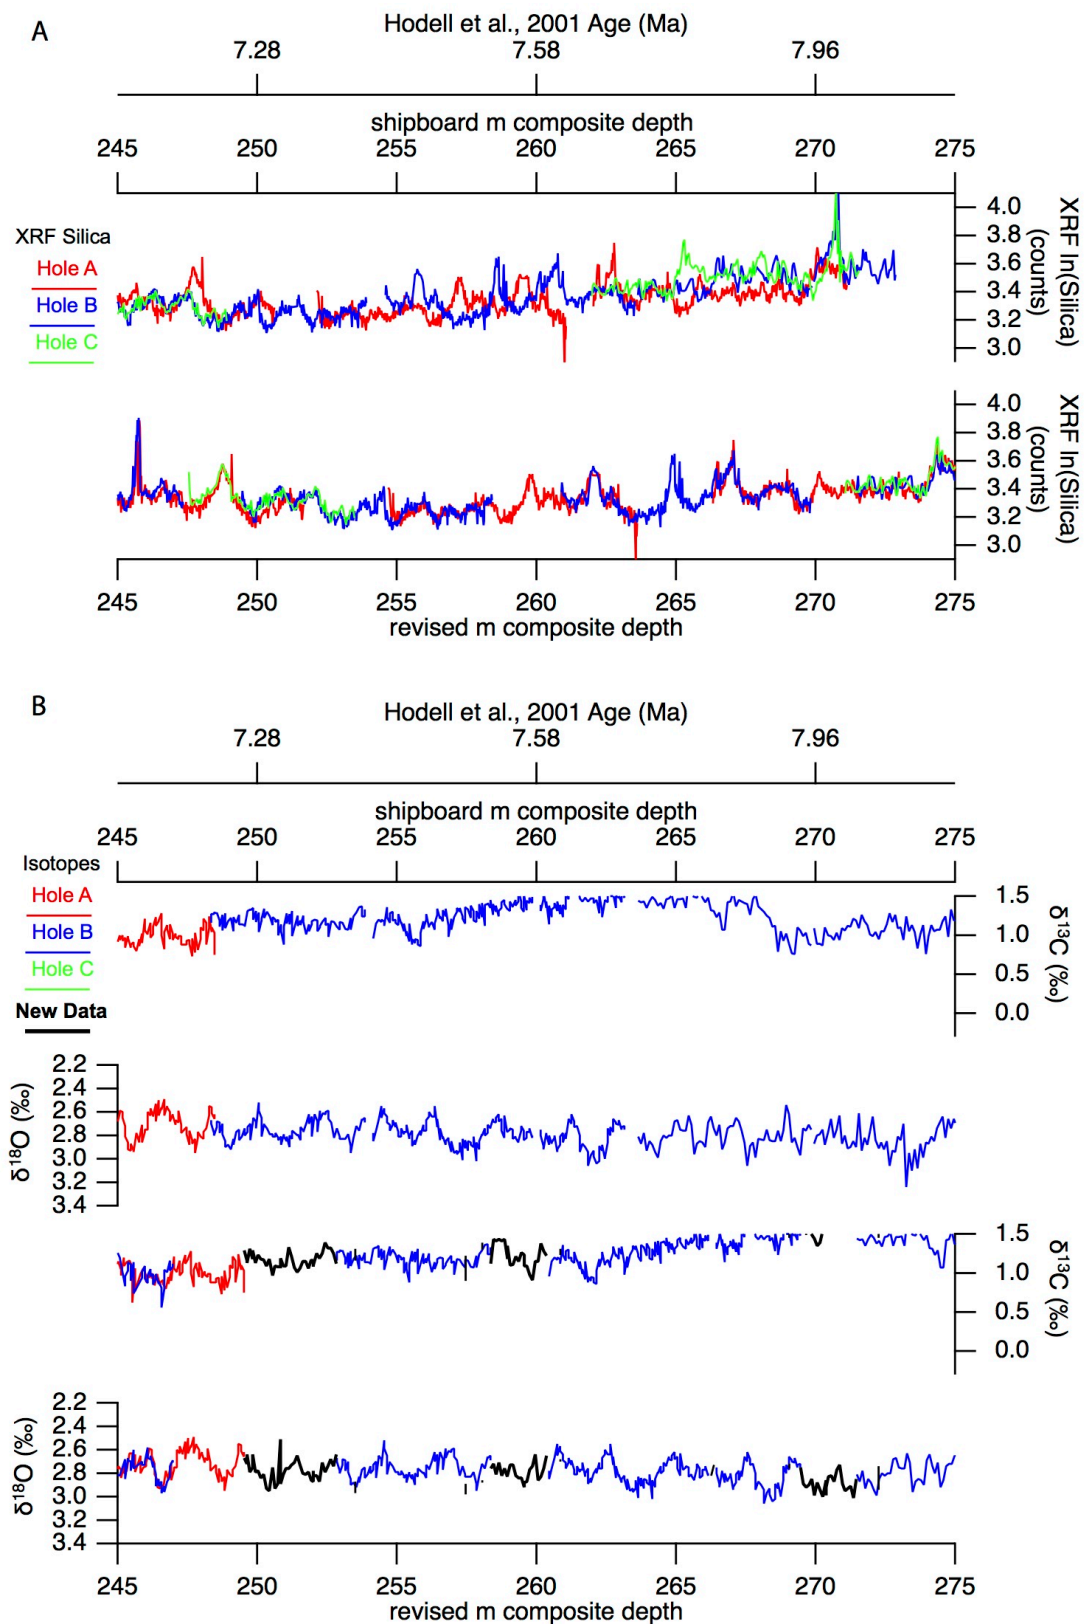 A
Hodell et al., 2001 Age (Ma)
7.28 7.58 7.96
shipboard m composite depth
245 250 255 260 265 270 275
XRF Silica
Hole A
Hole B
Hole C
4.0
3.8
3.6
3.4
3.2
3.0
XRF ln(Silica)
(counts)
4.0
3.8
3.6
3.4
3.2
3.0
XRF ln(Silica)
(counts)
245 250 255 260 265 270 275
revised m composite depth
B
Hodell et al., 2001 Age (Ma)
7.28 7.58 7.96
shipboard m composite depth
245 250 255 260 265 270 275
Isotopes
Hole A
Hole B
Hole C
New Data
1.5
1.0
0.5
0.0
δ¹³C (‰)
2.2
2.4
2.6
2.8
3.0
3.2
3.4
δ¹⁸O (‰)
1.5
1.0
0.5
0.0
δ¹³C (‰)
2.2
2.4
2.6
2.8
3.0
3.2
3.4
δ¹⁸O (‰)
245 250 255 260 265 270 275
revised m composite depth